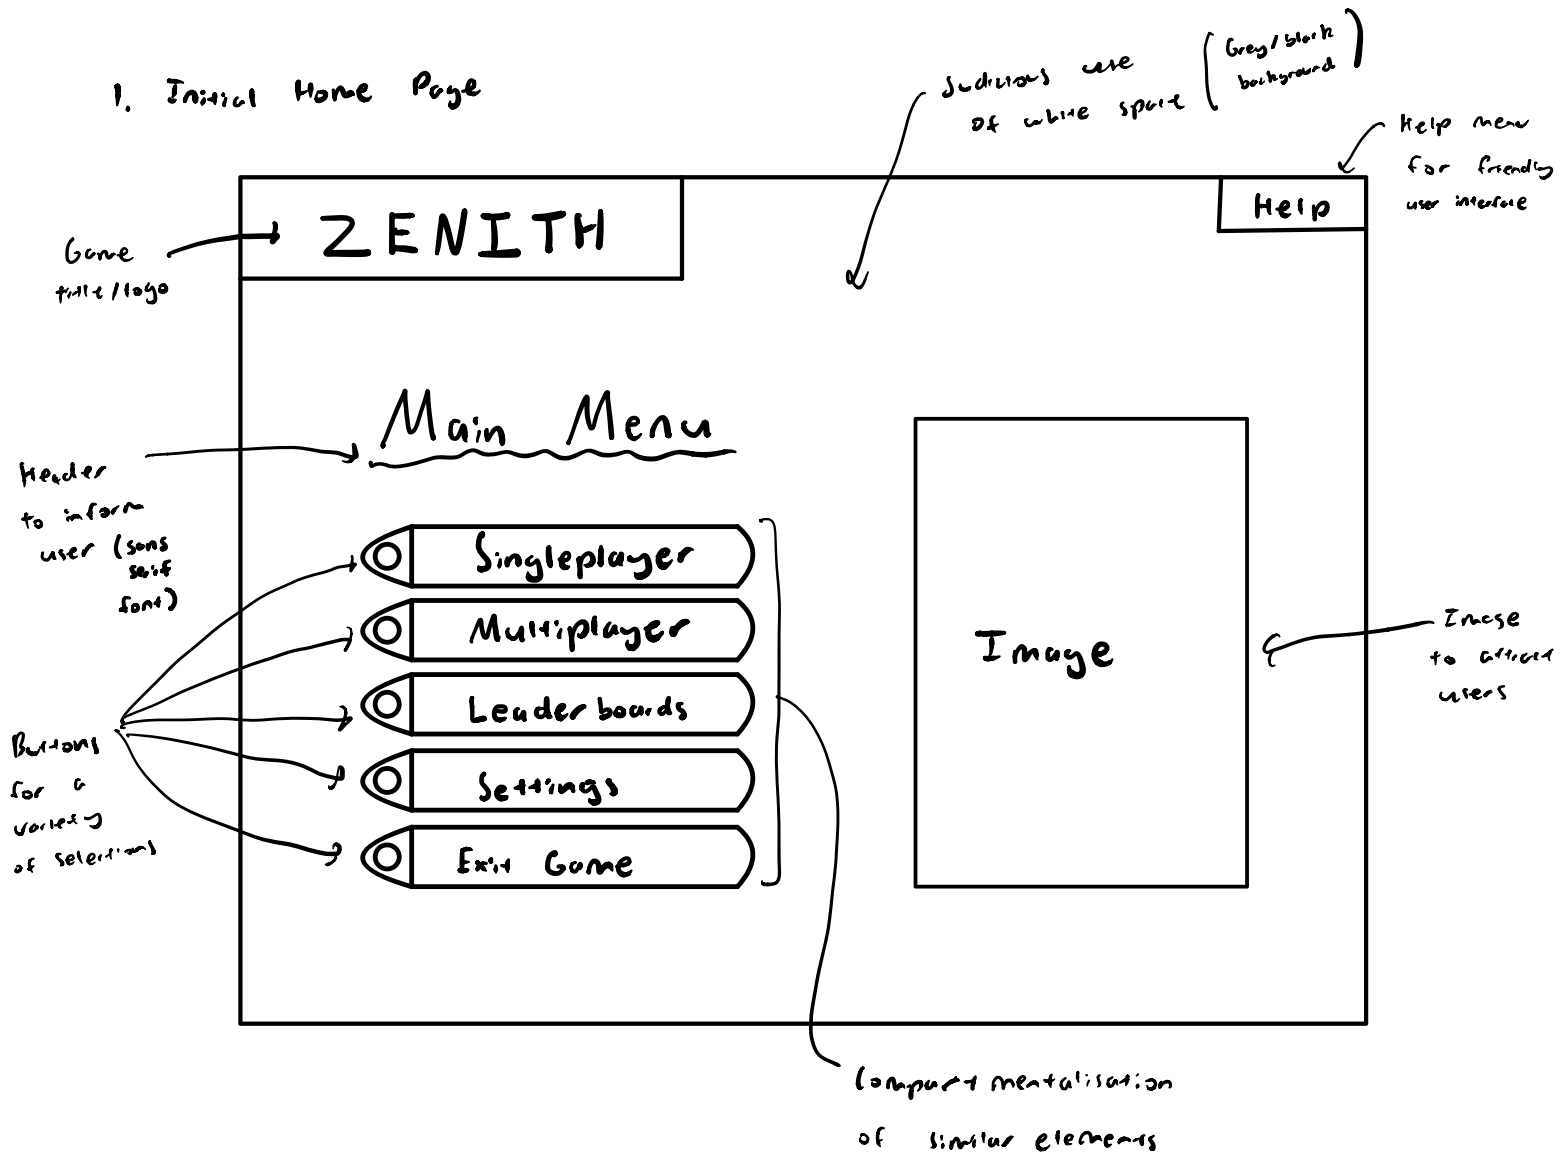 1. Initial Home Page
Judicious use
of white space
(Grey/black
background)
Help menu
for friendly
user interface
ZENITH
Help
Game
title/logo
Main Menu
Header
to inform
user (sans
serif
font)
Singleplayer
Multiplayer
Leaderboards
Settings
Exit Game
Image
Image
to attract
users
Buttons
for a
variety
of selections
Compartmentalisation
of similar elements